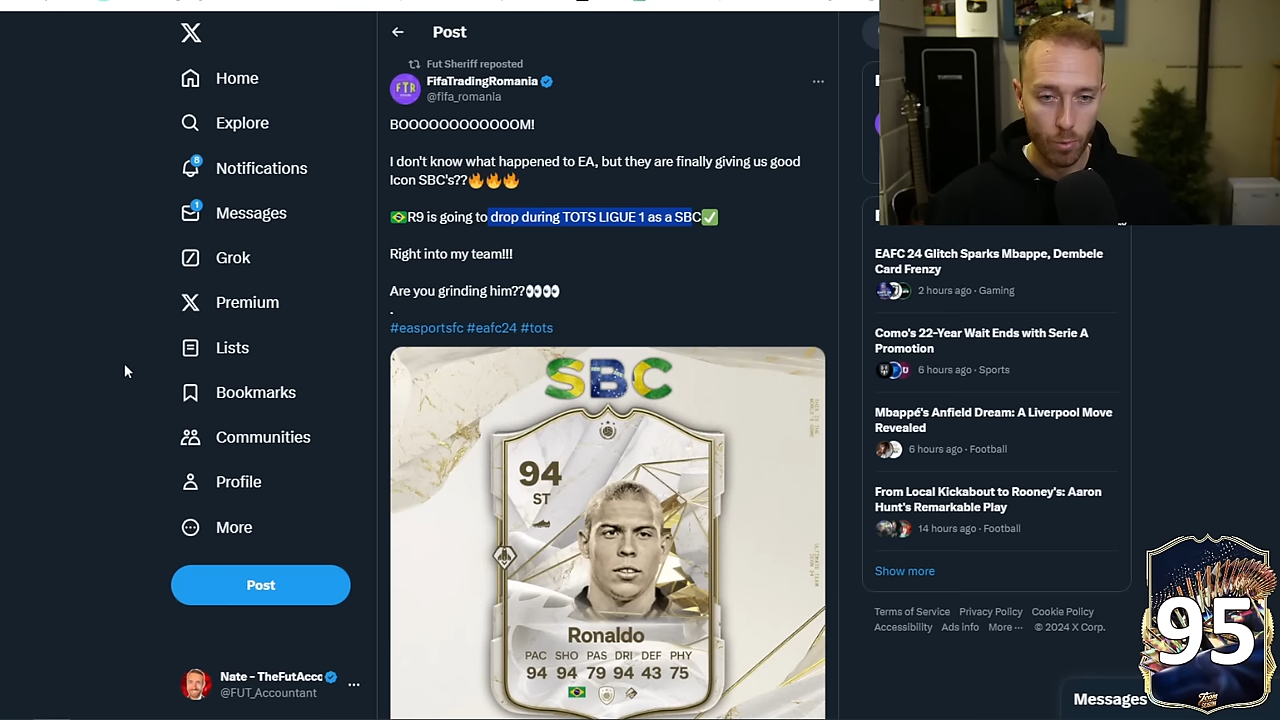 Home
Explore
8
Notifications
1
Messages
Grok
Premium
Lists
Bookmarks
Communities
Profile
More
Post
Nate - TheFutAcc
@FUT_Accountant
Post
Fut Sheriff reposted
FTR
FifaTradingRomania
@fifa_romania
BOOOOOOOOOOOOM!
I don't know what happened to EA, but they are finally giving us good
Icon SBC's??🔥🔥🔥
🇧🇷R9 is going to drop during TOTS LIGUE 1 as a SBC✅
Right into my team!!!
Are you grinding him??👀👀
.
#easportsfc #eafc24 #tots
SBC
94
ST
Ronaldo
PAC SHO PAS DRI DEF PHY
94 94 79 94 43 75
EAFC 24 Glitch Sparks Mbappe, Dembele
Card Frenzy
2 hours ago · Gaming
Como's 22-Year Wait Ends with Serie A
Promotion
6 hours ago · Sports
Mbappé's Anfield Dream: A Liverpool Move
Revealed
6 hours ago · Football
From Local Kickabout to Rooney's: Aaron
Hunt's Remarkable Play
14 hours ago · Football
Show more
Terms of Service Privacy Policy Cookie Policy
Accessibility Ads info More ··· © 2024 X Corp.
Messages
95